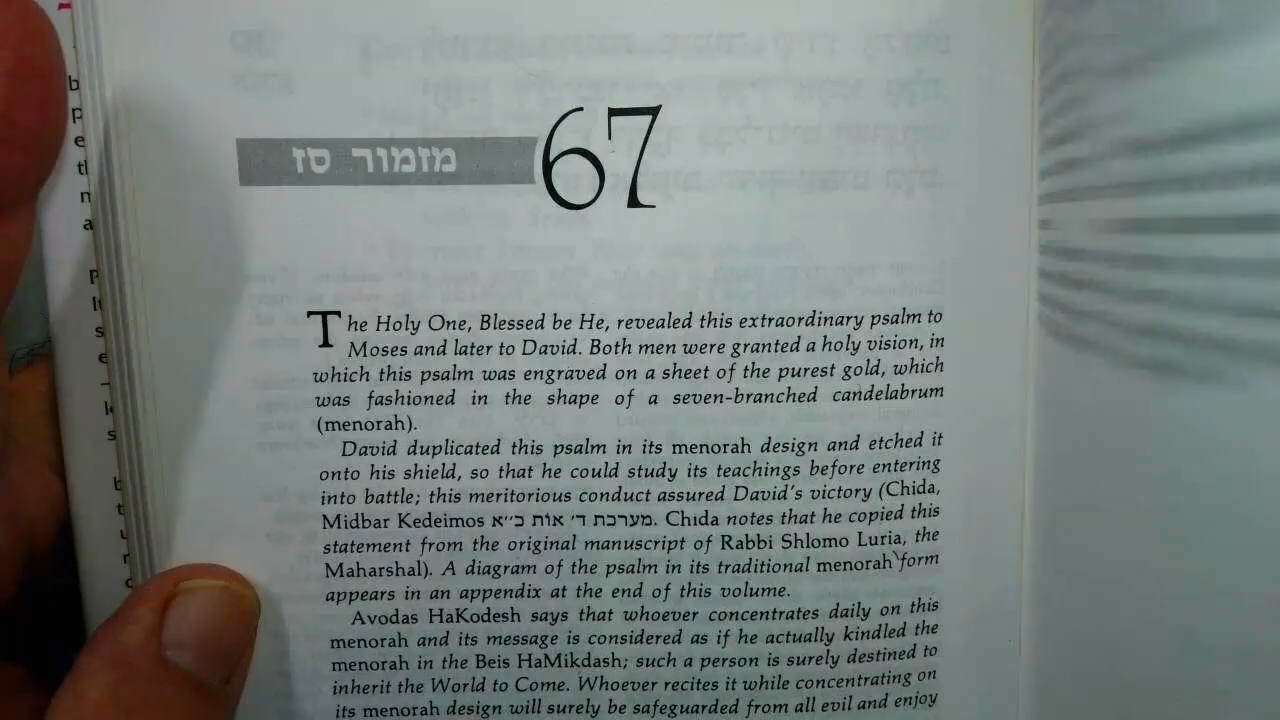 מזמור סז
67
The Holy One, Blessed be He, revealed this extraordinary psalm to
Moses and later to David. Both men were granted a holy vision, in
which this psalm was engraved on a sheet of the purest gold, which
was fashioned in the shape of a seven-branched candelabrum
(menorah).
David duplicated this psalm in its menorah design and etched it
onto his shield, so that he could study its teachings before entering
into battle; this meritorious conduct assured David's victory (Chida,
Midbar Kedeimos מערכת ד' אות כ"א. Chida notes that he copied this
statement from the original manuscript of Rabbi Shlomo Luria, the
Maharshal). A diagram of the psalm in its traditional menorah form
appears in an appendix at the end of this volume.
Avodas HaKodesh says that whoever concentrates daily on this
menorah and its message is considered as if he actually kindled the
menorah in the Beis HaMikdash; such a person is surely destined to
inherit the World to Come. Whoever recites it while concentrating on
its menorah design will surely be safeguarded from all evil and enjoy